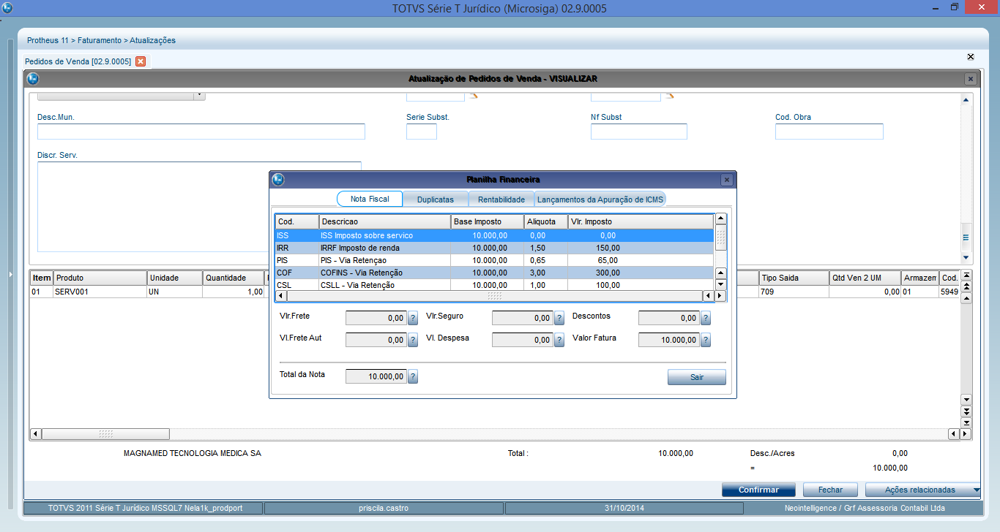 TOTVS Série T Jurídico (Microsiga) 02.9.0005
Protheus 11 > Faturamento > Atualizações
Pedidos de Venda [02.9.0005]
Atualização de Pedidos de Venda - VISUALIZAR
Desc.Mun. Serie Subst. Nf Subst Cod. Obra
Discr. Serv.
Planilha Financeira
Nota Fiscal Duplicatas Rentabilidade Lançamentos da Apuração de ICMS
Cod. Descricao Base Imposto Aliquota Vlr. Imposto
ISS ISS Imposto sobre servico 10.000,00 0,00 0,00
IRR IRRF Imposto de renda 10.000,00 1,50 150,00
PIS PIS - Via Retençao 10.000,00 0,65 65,00
COF COFINS - Via Retenção 10.000,00 3,00 300,00
CSL CSLL - Via Retenção 10.000,00 1,00 100,00
Item Produto Unidade Quantidade Tipo Saida Qtd Ven 2 UM Armazem Cod.
01 SERV001 UN 1,00 709 0,00 01 5949
Vlr.Frete 0,00 ? Vlr.Seguro 0,00 ? Descontos 0,00 ?
Vl.Frete Aut 0,00 ? Vl. Despesa 0,00 ? Valor Fatura 10.000,00 ?
Total da Nota 10.000,00 ? Sair
MAGNAMED TECNOLOGIA MEDICA SA Total : 10.000,00 Desc./Acres 0,00
= 10.000,00
Confirmar Fechar Ações relacionadas
TOTVS 2011 Série T Jurídico MSSQL7 Nela1k_prodport priscila.castro 31/10/2014 Neointelligence / Grf Assessoria Contabil Ltda